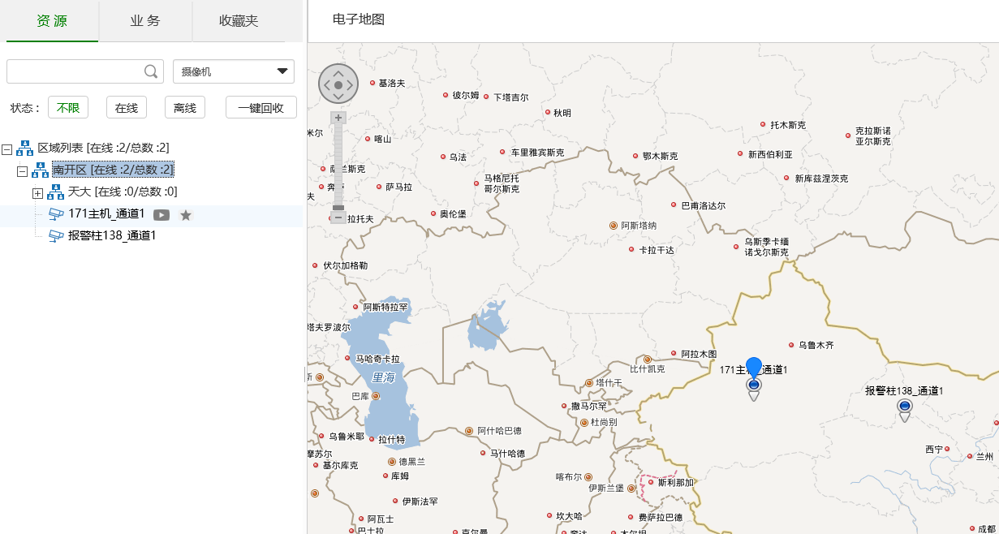 资 源
业 务
收藏夹
电子地图
摄像机
状态 :
不限
在线
离线
一键回收
区域列表 [在线 :2/总数 :2]
南开区 [在线 :2/总数 :2]
天大 [在线 :0/总数 :0]
171主机_通道1
报警柱138_通道1
基洛夫
彼尔姆
下塔吉尔
秋明
托木斯克
克拉斯诺
亚尔斯克
米尔
喀山
乌法
车里雅宾斯克
鄂木斯克
新西伯利亚
萨马拉
马格尼托
哥尔斯克
新库兹涅茨克
夫
拉托夫
奥伦堡
巴甫洛达尔
阿斯塔纳
卡拉干达
乌斯季卡缅
诺戈尔斯克
伏尔加格勒
阿斯特拉罕
塔夫罗波尔
马哈奇卡拉
里海
斯
巴库
阿拉木图
比什凯克
乌鲁木齐
塔什干
171主
通道1
报警柱138_通道1
撒马尔罕
杜尚别
阿什哈巴德
乌鲁米耶
拉什特
马什哈德
摩苏尔
基尔库克
德黑兰
库姆
喀布尔
伊斯兰堡
斯利那加
西宁
兰州
伊斯法罕
阿瓦士
巴士拉
克尔曼
坎大哈
费萨拉巴德
成都